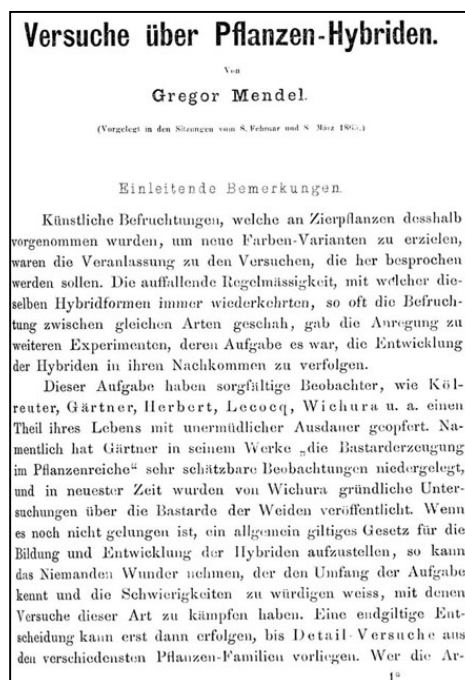 Versuche über Pflanzen-Hybriden.
Von
Gregor Mendel.
(Vorgelegt in den Sitzungen vom 8. Februar und 8. März 1865.)
Einleitende Bemerkungen.
Künstliche Befruchtungen, welche an Zierpflanzen desshalb
vorgenommen wurden, um neue Farben-Varianten zu erzielen,
waren die Veranlassung zu den Versuchen, die her besprochen
werden sollen. Die auffallende Regelmässigkeit, mit welcher die-
selben Hybridformen immer wiederkehrten, so oft die Befruch-
tung zwischen gleichen Arten geschah, gab die Anregung zu
weiteren Experimenten, deren Aufgabe es war, die Entwicklung
der Hybriden in ihren Nachkommen zu verfolgen.
Dieser Aufgabe haben sorgfältige Beobachter, wie Köl-
reuter, Gärtner, Herbert, Lecocq, Wichura u. a. einen
Theil ihres Lebens mit unermüdlicher Ausdauer geopfert. Na-
mentlich hat Gärtner in seinem Werke „die Bastarderzeugung
im Pflanzenreiche“ sehr schätzbare Beobachtungen niedergelegt,
und in neuester Zeit wurden von Wichura gründliche Unter-
suchungen über die Bastarde der Weiden veröffentlicht. Wenn
es noch nicht gelungen ist, ein allgemein giltiges Gesetz für die
Bildung und Entwicklung der Hybriden aufzustellen, so kann
das Niemanden Wunder nehmen, der den Umfang der Aufgabe
kennt und die Schwierigkeiten zu würdigen weiss, mit denen
Versuche dieser Art zu kämpfen haben. Eine endgiltige Ent-
scheidung kann erst dann erfolgen, bis Detail-Versuche aus
den verschiedensten Pflanzen-Familien vorliegen. Wer die Ar-
1*